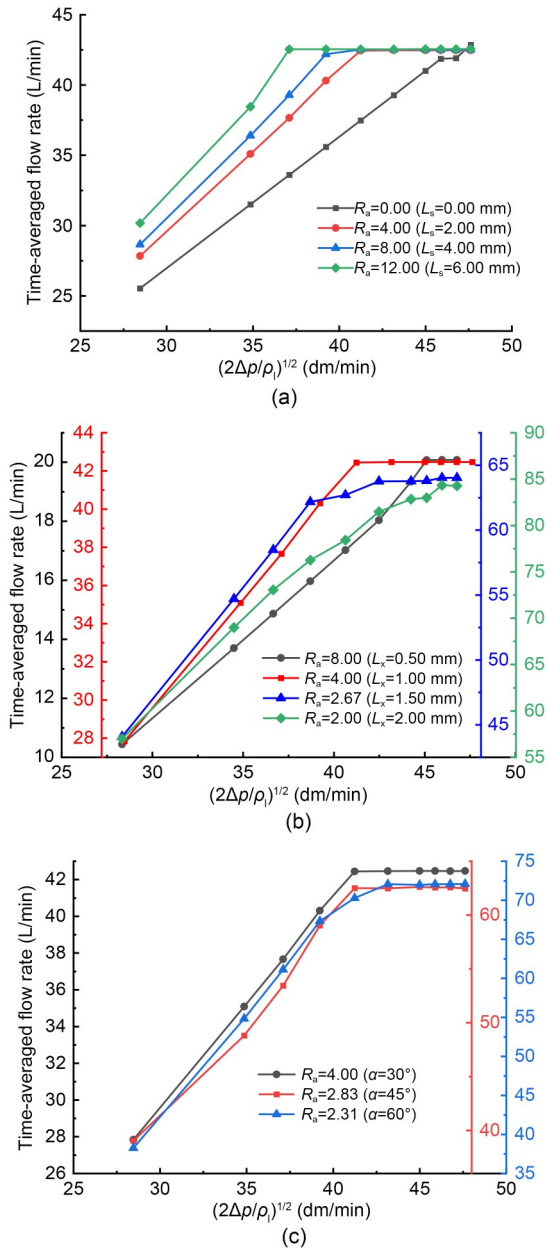 Time-averaged flow rate (L/min)
40
35
30
25
Rₐ=0.00 (Lₛ=0.00 mm)
Rₐ=4.00 (Lₛ=2.00 mm)
Rₐ=8.00 (Lₛ=4.00 mm)
Rₐ=12.00 (Lₛ=6.00 mm)
25 30 35 40 45 50
(2Δp/ρₗ)¹/² (dm/min)
(a)
Time-averaged flow rate (L/min)
20
18
16
14
12
10
44
42
40
38
36
34
32
30
28
65
60
55
50
45
90
85
80
75
70
65
60
55
Rₐ=8.00 (Lₓ=0.50 mm)
Rₐ=4.00 (Lₓ=1.00 mm)
Rₐ=2.67 (Lₓ=1.50 mm)
Rₐ=2.00 (Lₓ=2.00 mm)
25 30 35 40 45 50
(2Δp/ρₗ)¹/² (dm/min)
(b)
Time-averaged flow rate (L/min)
42
40
38
36
34
32
30
28
26
60
50
40
75
70
65
60
55
50
45
40
35
Rₐ=4.00 (α=30°)
Rₐ=2.83 (α=45°)
Rₐ=2.31 (α=60°)
25 30 35 40 45 50
(2Δp/ρₗ)¹/² (dm/min)
(c)